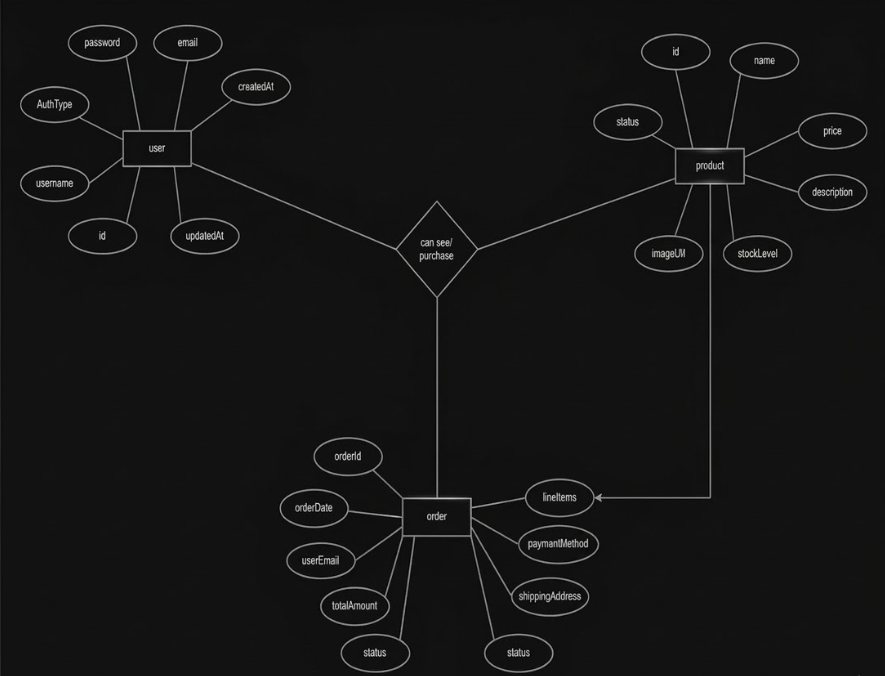 password
email
createdAt
AuthType
user
username
id
updatedAt
id
name
status
price
product
description
imageUM
stockLevel
can see/
purchase
orderId
orderDate
order
lineItems
paymantMethod
userEmail
shippingAddress
totalAmount
status
status